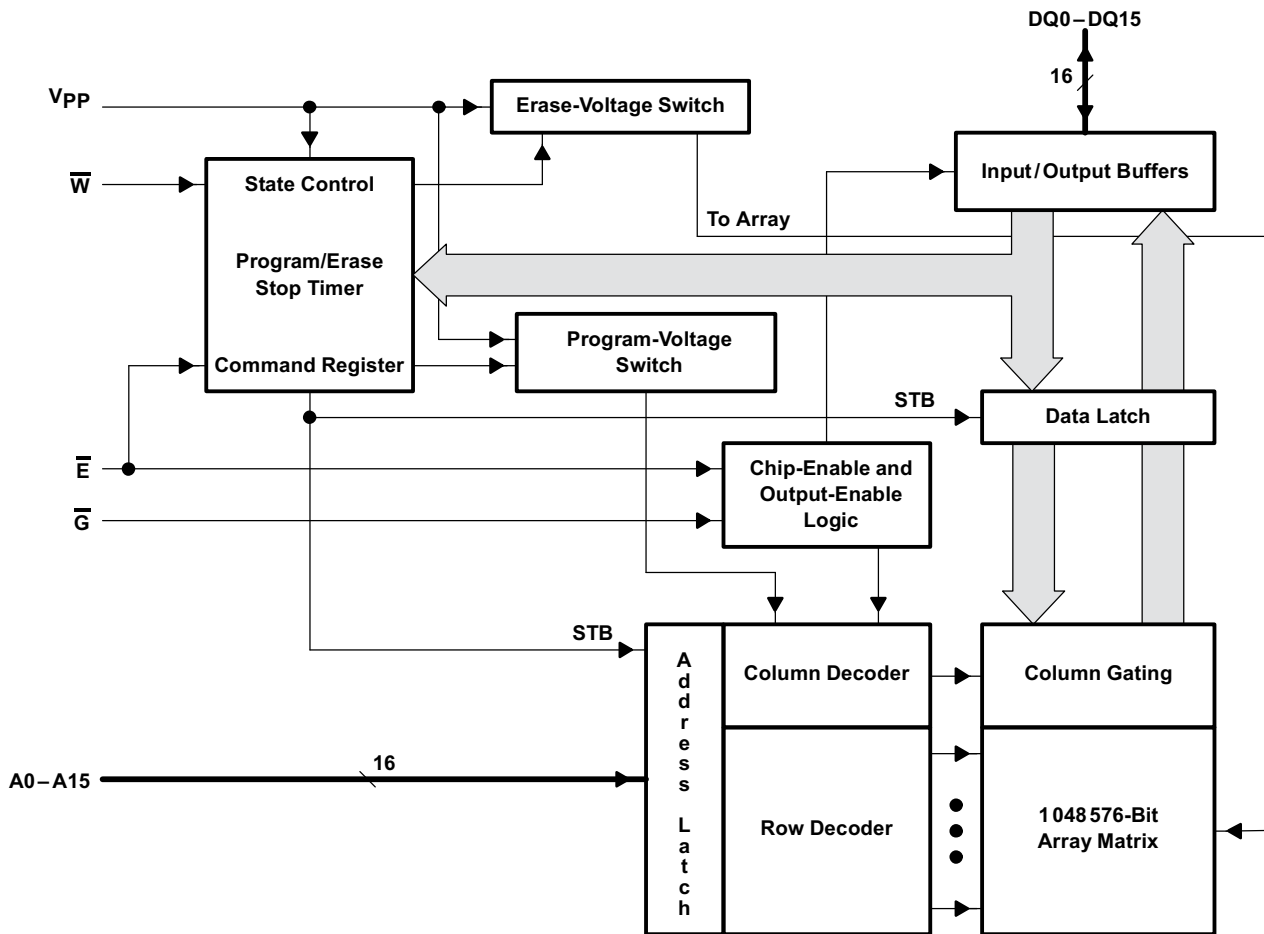 DQ0–DQ15
16
VPP
Erase-Voltage Switch
W
State Control
Input/Output Buffers
To Array
Program/Erase
Stop Timer
Program-Voltage
Switch
Command Register
STB
Data Latch
E
Chip-Enable and
Output-Enable
Logic
G
STB
Address Latch
Column Decoder
Column Gating
16
A0–A15
Row Decoder
1 048 576-Bit
Array Matrix